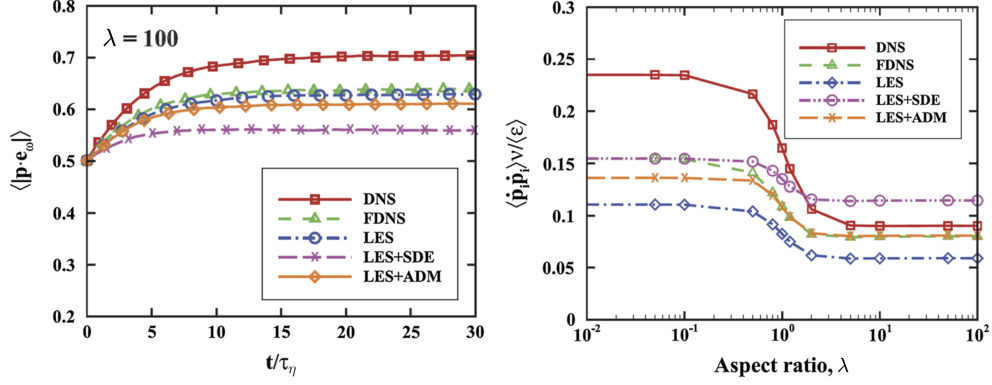 λ = 100
⟨|p·e_ω|⟩
0.8
0.7
0.6
0.5
0.4
0.3
0.2
DNS
FDNS
LES
LES+SDE
LES+ADM
0 5 10 15 20 25 30
t/τ_η
⟨ṗ_iṗ_i⟩ν/⟨ε⟩
0.3
0.25
0.2
0.15
0.1
0.05
0
DNS
FDNS
LES
LES+SDE
LES+ADM
10^-2 10^-1 10^0 10^1 10^2
Aspect ratio, λ